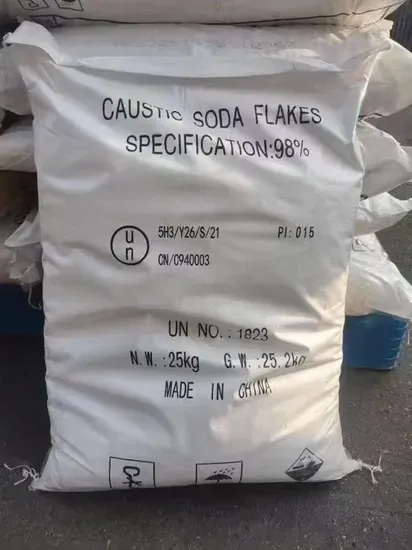 CAUSTIC SODA FLAKES
SPECIFICATION:98%
un
5H3/Y26/S/21 PI:015
CN/C940003
UN NO.:1823
N.W.:25kg G.W.:25.2kg
MADE IN CHINA